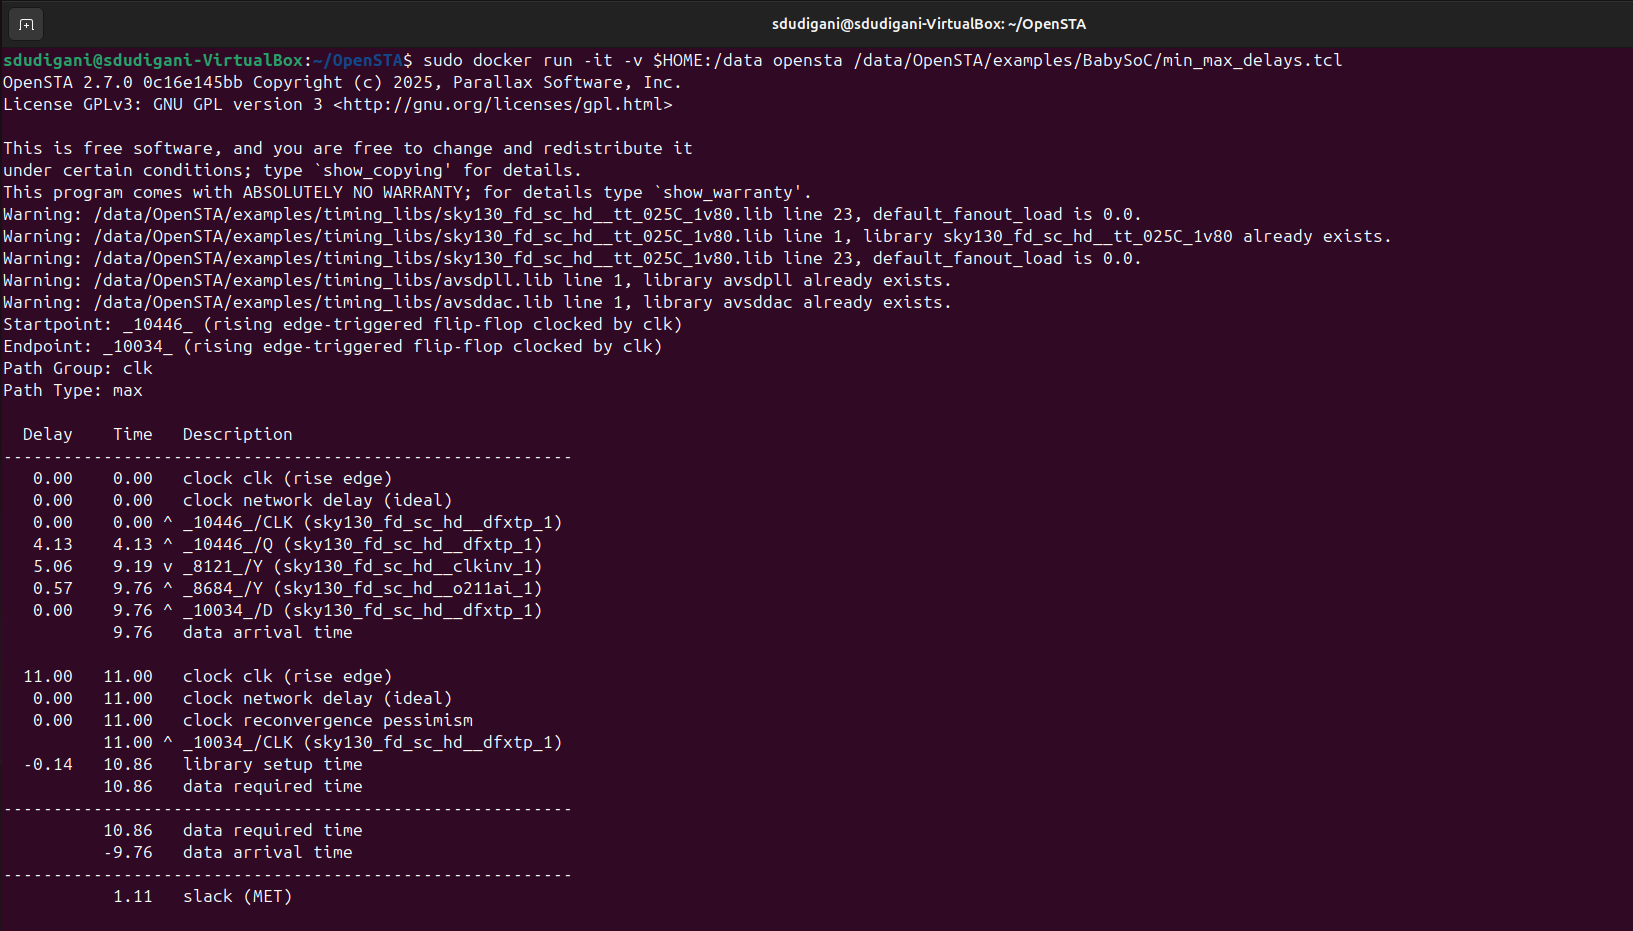 sdudigani@sdudigani-VirtualBox: ~/OpenSTA
sdudigani@sdudigani-VirtualBox:~/OpenSTA$ sudo docker run -it -v $HOME:/data opensta /data/OpenSTA/examples/BabySoC/min_max_delays.tcl
OpenSTA 2.7.0 0c16e145bb Copyright (c) 2025, Parallax Software, Inc.
License GPLv3: GNU GPL version 3 <http://gnu.org/licenses/gpl.html>

This is free software, and you are free to change and redistribute it
under certain conditions; type `show_copying' for details.
This program comes with ABSOLUTELY NO WARRANTY; for details type `show_warranty'.
Warning: /data/OpenSTA/examples/timing_libs/sky130_fd_sc_hd__tt_025C_1v80.lib line 23, default_fanout_load is 0.0.
Warning: /data/OpenSTA/examples/timing_libs/sky130_fd_sc_hd__tt_025C_1v80.lib line 1, library sky130_fd_sc_hd__tt_025C_1v80 already exists.
Warning: /data/OpenSTA/examples/timing_libs/sky130_fd_sc_hd__tt_025C_1v80.lib line 23, default_fanout_load is 0.0.
Warning: /data/OpenSTA/examples/timing_libs/avsdpll.lib line 1, library avsdpll already exists.
Warning: /data/OpenSTA/examples/timing_libs/avsddac.lib line 1, library avsddac already exists.
Startpoint: _10446_ (rising edge-triggered flip-flop clocked by clk)
Endpoint: _10034_ (rising edge-triggered flip-flop clocked by clk)
Path Group: clk
Path Type: max

  Delay    Time   Description
---------------------------------------------------------
   0.00    0.00   clock clk (rise edge)
   0.00    0.00   clock network delay (ideal)
   0.00    0.00 ^ _10446_/CLK (sky130_fd_sc_hd__dfxtp_1)
   4.13    4.13 ^ _10446_/Q (sky130_fd_sc_hd__dfxtp_1)
   5.06    9.19 v _8121_/Y (sky130_fd_sc_hd__clkinv_1)
   0.57    9.76 ^ _8684_/Y (sky130_fd_sc_hd__o211ai_1)
   0.00    9.76 ^ _10034_/D (sky130_fd_sc_hd__dfxtp_1)
           9.76   data arrival time

  11.00   11.00   clock clk (rise edge)
   0.00   11.00   clock network delay (ideal)
   0.00   11.00   clock reconvergence pessimism
          11.00 ^ _10034_/CLK (sky130_fd_sc_hd__dfxtp_1)
  -0.14   10.86   library setup time
          10.86   data required time
---------------------------------------------------------
          10.86   data required time
          -9.76   data arrival time
---------------------------------------------------------
           1.11   slack (MET)